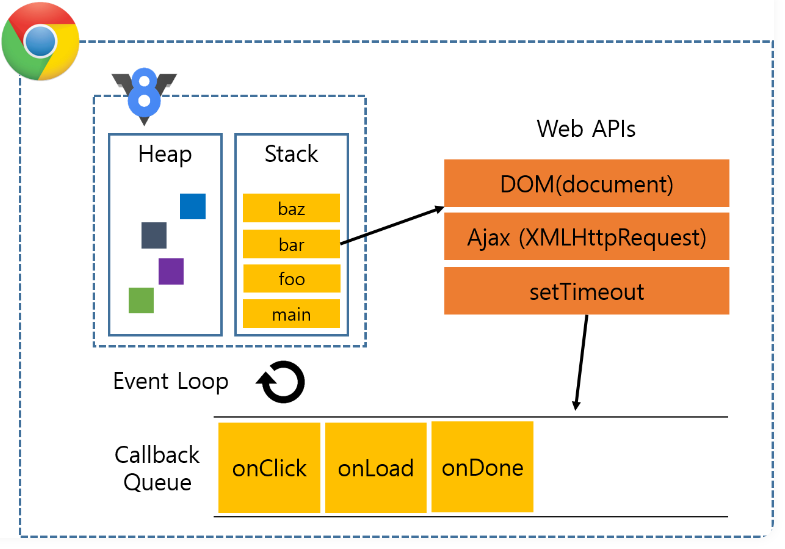 Heap
Stack
baz
bar
foo
main
Web APIs
DOM(document)
Ajax (XMLHttpRequest)
setTimeout
Event Loop
Callback
Queue
onClick
onLoad
onDone